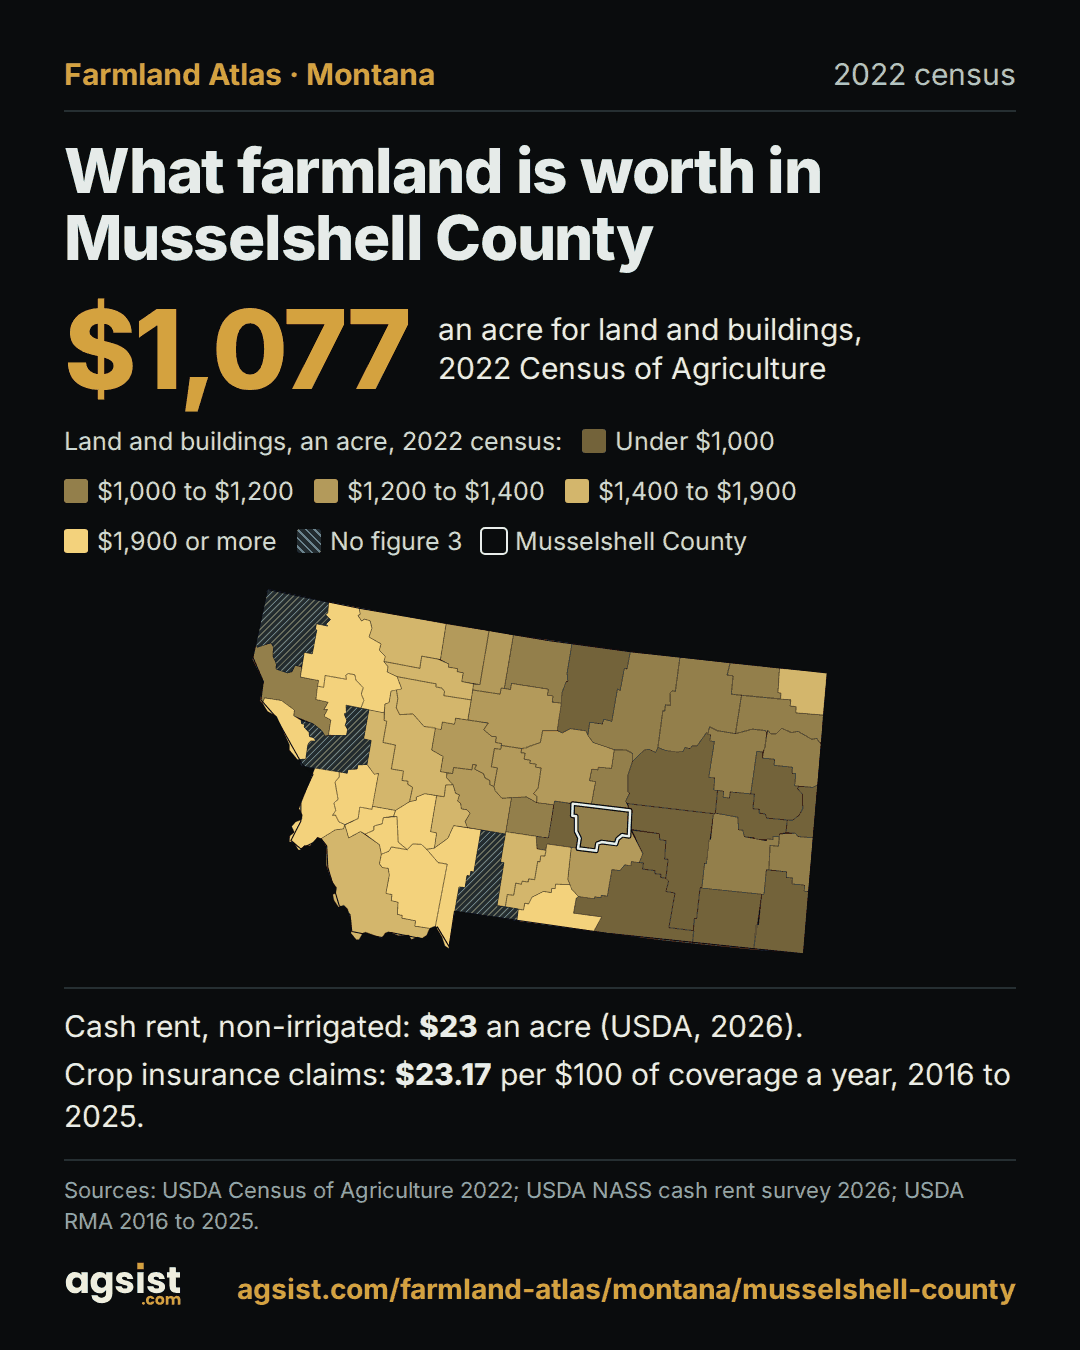 Farmland Atlas · Montana
2022 census
What farmland is worth in
Musselshell County
$1,077
an acre for land and buildings,
2022 Census of Agriculture
Land and buildings, an acre, 2022 census: Under $1,000
$1,000 to $1,200 $1,200 to $1,400 $1,400 to $1,900
$1,900 or more No figure 3 Musselshell County
Cash rent, non-irrigated: $23 an acre (USDA, 2026).
Crop insurance claims: $23.17 per $100 of coverage a year, 2016 to
2025.
Sources: USDA Census of Agriculture 2022; USDA NASS cash rent survey 2026; USDA
RMA 2016 to 2025.
agsist
.com
agsist.com/farmland-atlas/montana/musselshell-county